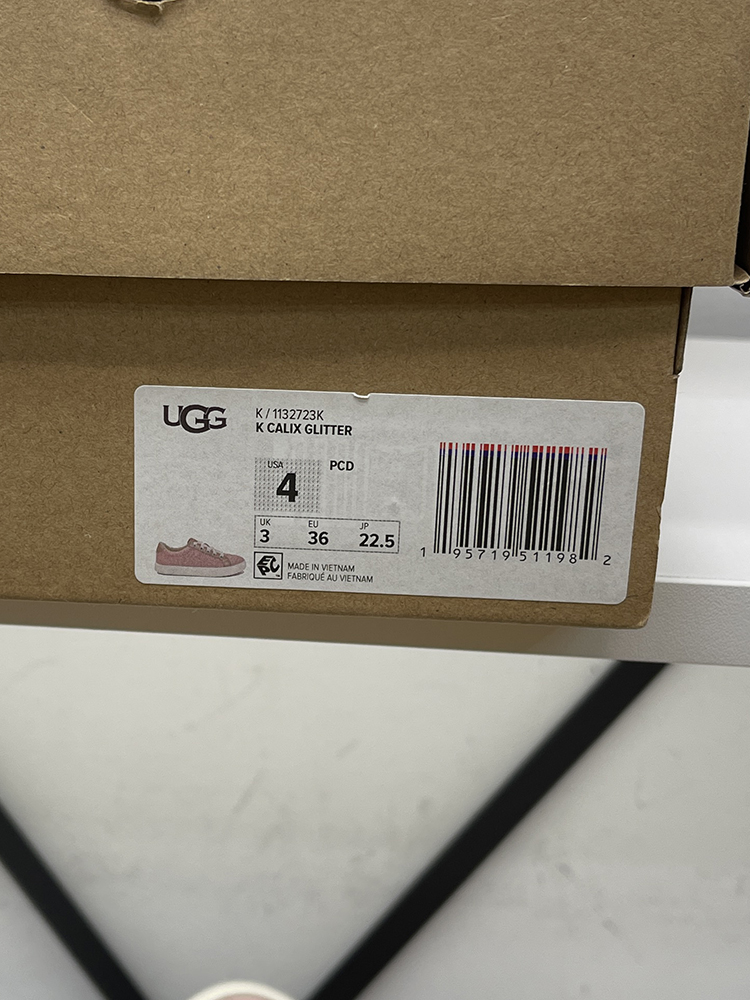 UGG
K / 1132723K
K CALIX GLITTER
USA
4
PCD
UK EU JP
3 36 22.5
EPC
MADE IN VIETNAM
FABRIQUÉ AU VIETNAM
1 95719 51198 2